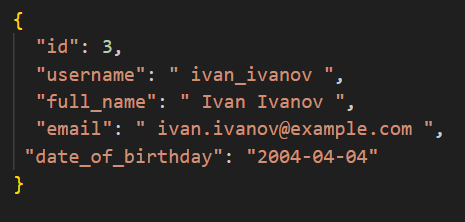 {
"id": 3,
"username": " ivan_ivanov ",
"full_name": " Ivan Ivanov ",
"email": " ivan.ivanov@example.com ",
"date_of_birthday": "2004-04-04"
}